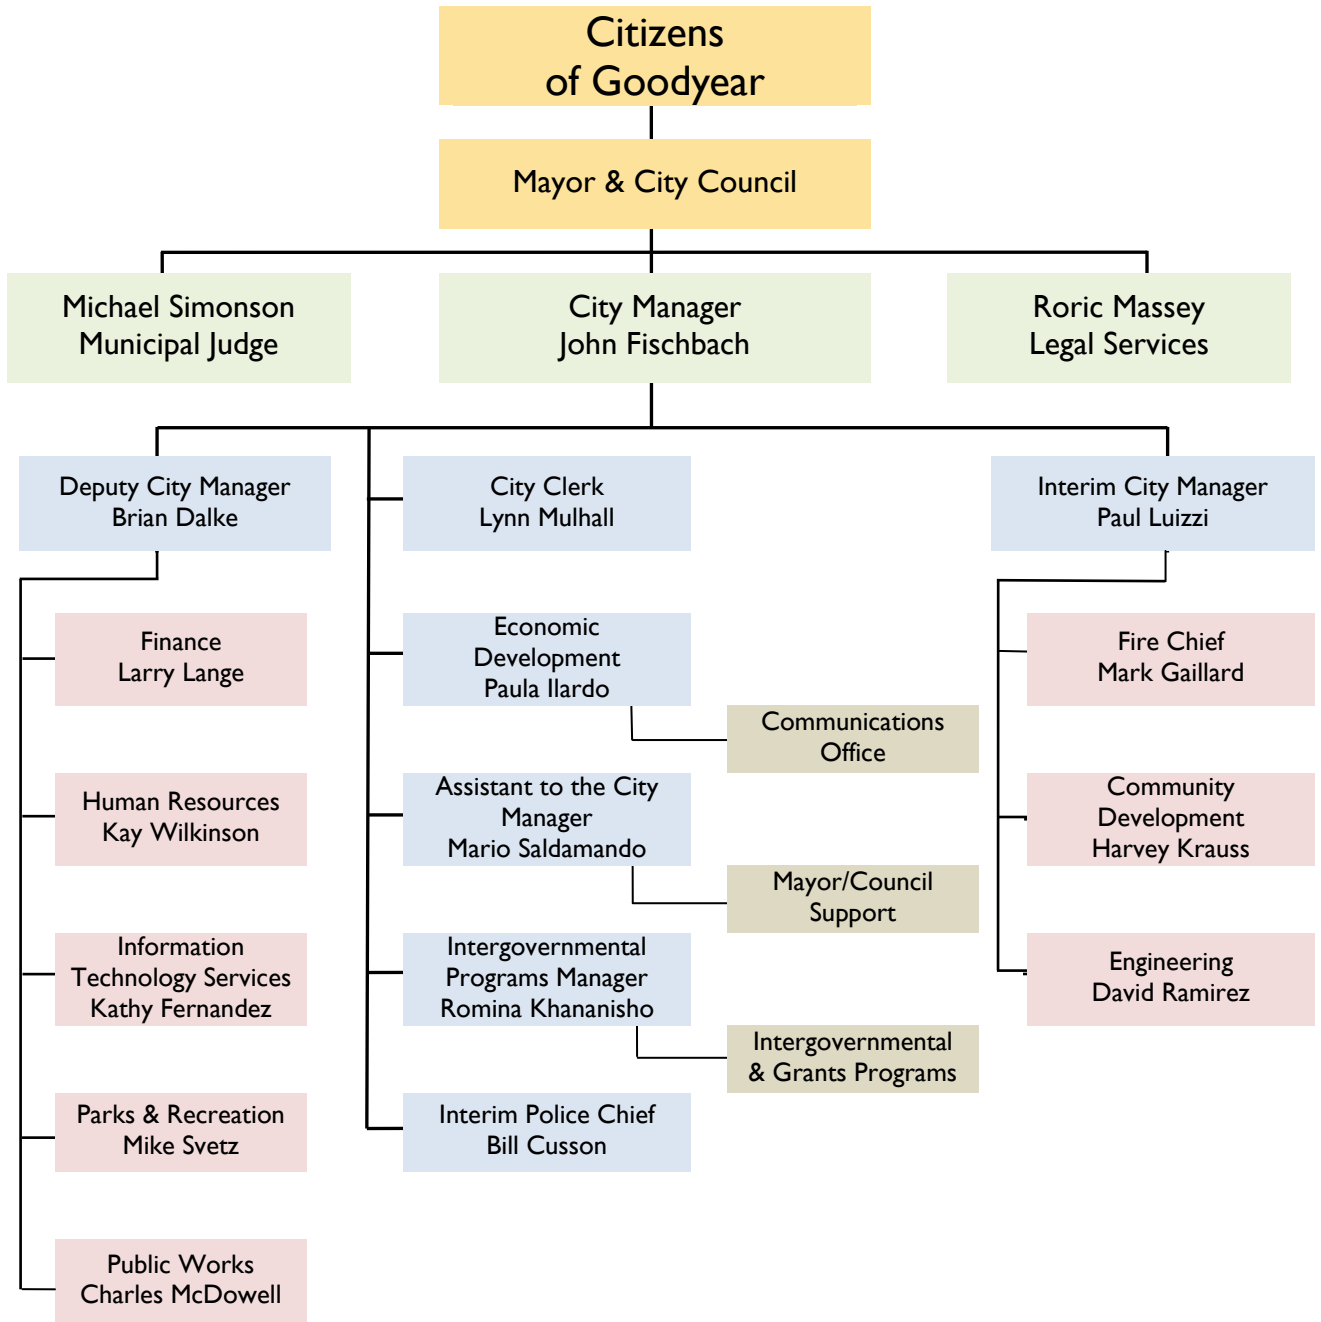 Citizens
of Goodyear
Mayor & City Council
Michael Simonson
Municipal Judge
City Manager
John Fischbach
Roric Massey
Legal Services
Deputy City Manager
Brian Dalke
City Clerk
Lynn Mulhall
Interim City Manager
Paul Luizzi
Finance
Larry Lange
Economic
Development
Paula Ilardo
Fire Chief
Mark Gaillard
Communications
Office
Human Resources
Kay Wilkinson
Assistant to the City
Manager
Mario Saldamando
Community
Development
Harvey Krauss
Mayor/Council
Support
Information
Technology Services
Kathy Fernandez
Intergovernmental
Programs Manager
Romina Khananisho
Engineering
David Ramirez
Intergovernmental
& Grants Programs
Parks & Recreation
Mike Svetz
Interim Police Chief
Bill Cusson
Public Works
Charles McDowell